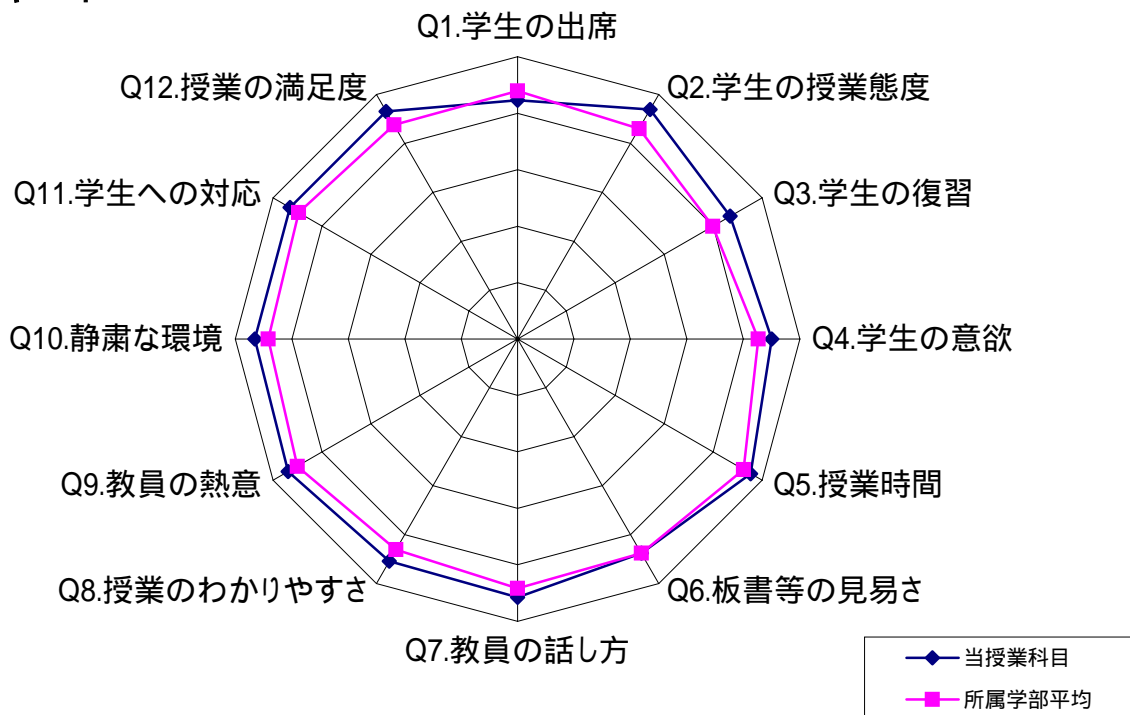 Q1.学生の出席
Q2.学生の授業態度
Q3.学生の復習
Q4.学生の意欲
Q5.授業時間
Q6.板書等の見易さ
Q7.教員の話し方
Q8.授業のわかりやすさ
Q9.教員の熱意
Q10.静粛な環境
Q11.学生への対応
Q12.授業の満足度
当授業科目
所属学部平均